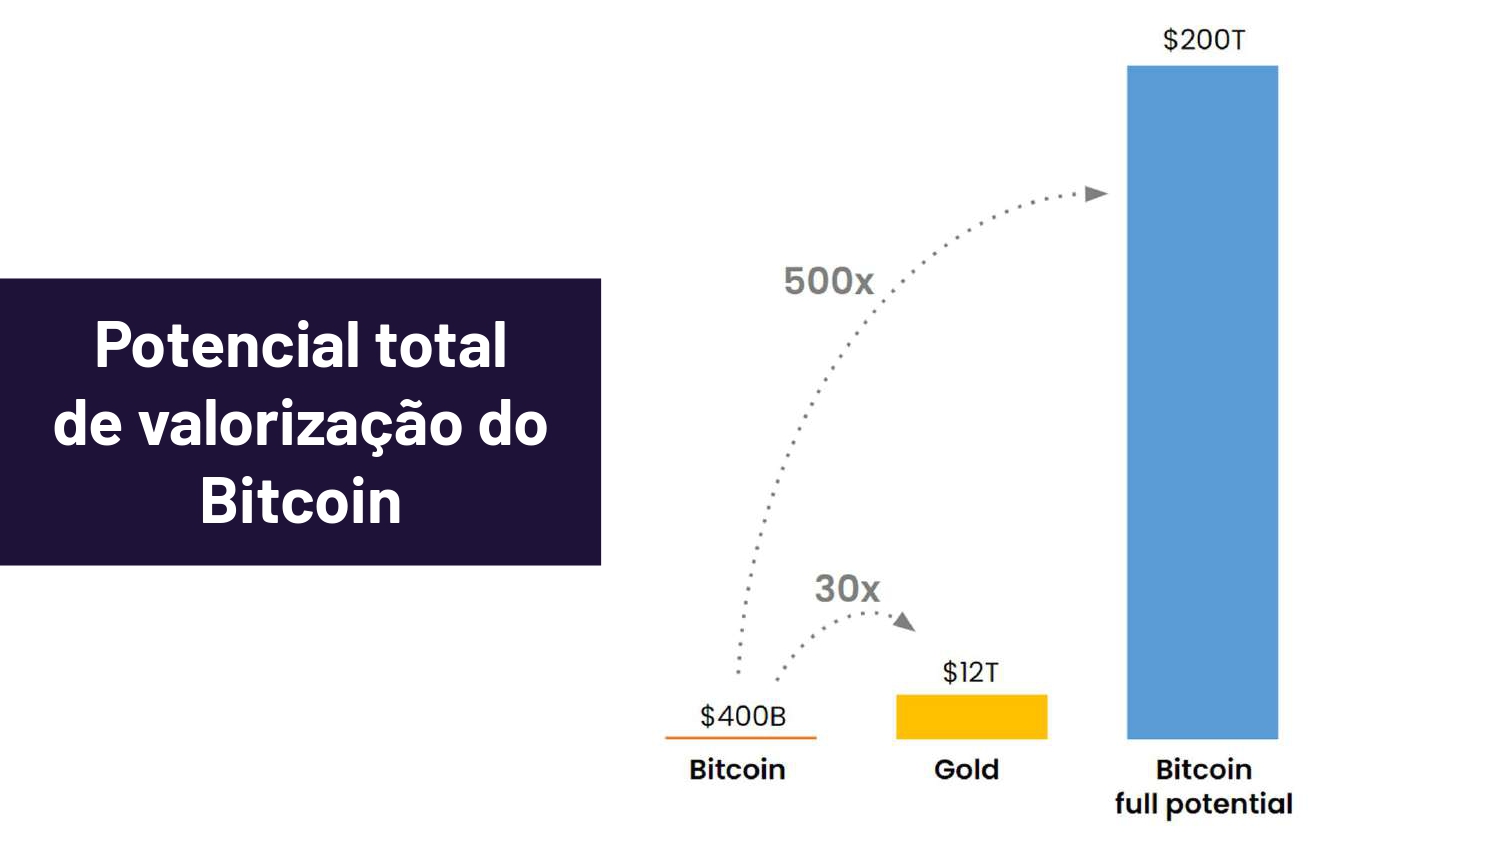 Potencial total
de valorização do
Bitcoin
$200T
500x
30x
$12T
$400B
Bitcoin
Gold
Bitcoin
full potential